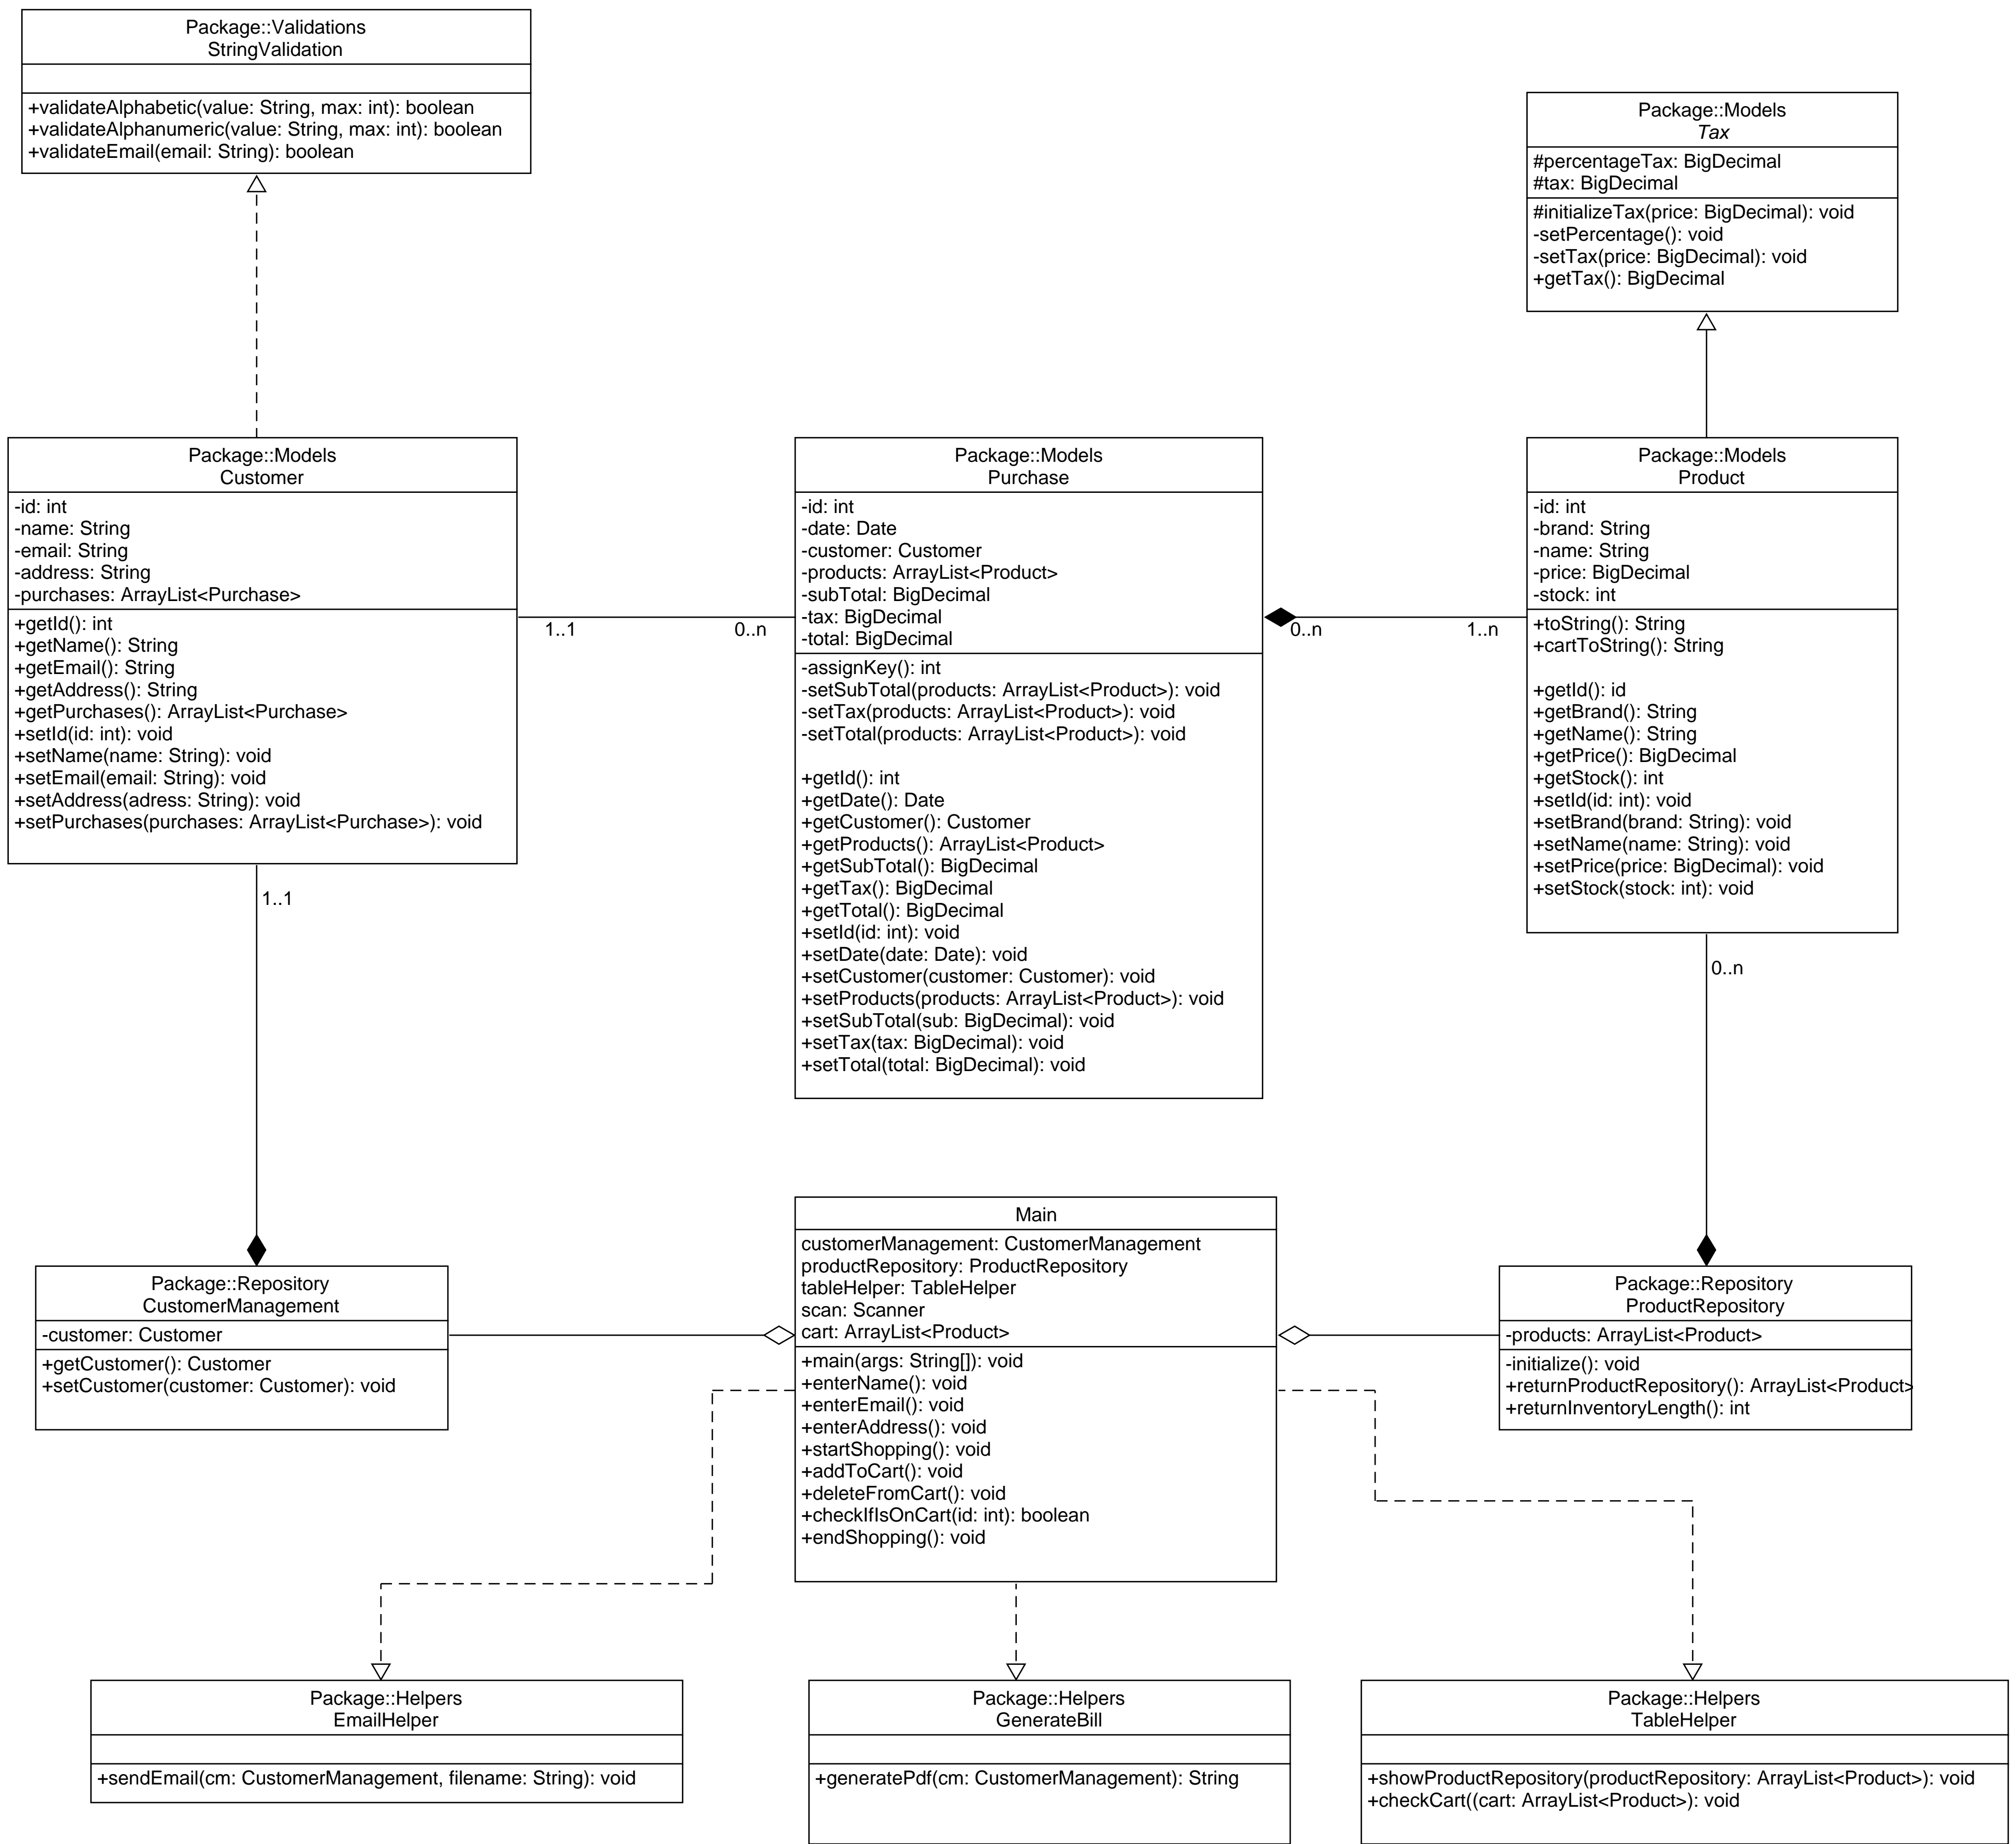 Package::Validations
StringValidation
+validateAlphabetic(value: String, max: int): boolean
+validateAlphanumeric(value: String, max: int): boolean
+validateEmail(email: String): boolean
Package::Models
Tax
#percentageTax: BigDecimal
#tax: BigDecimal
#initializeTax(price: BigDecimal): void
-setPercentage(): void
-setTax(price: BigDecimal): void
+getTax(): BigDecimal
Package::Models
Customer
-id: int
-name: String
-email: String
-address: String
-purchases: ArrayList<Purchase>
+getId(): int
+getName(): String
+getEmail(): String
+getAddress(): String
+getPurchases(): ArrayList<Purchase>
+setId(id: int): void
+setName(name: String): void
+setEmail(email: String): void
+setAddress(adress: String): void
+setPurchases(purchases: ArrayList<Purchase>): void
1..1
0..n
Package::Models
Purchase
-id: int
-date: Date
-customer: Customer
-products: ArrayList<Product>
-subTotal: BigDecimal
-tax: BigDecimal
-total: BigDecimal
-assignKey(): int
-setSubTotal(products: ArrayList<Product>): void
-setTax(products: ArrayList<Product>): void
-setTotal(products: ArrayList<Product>): void
+getId(): int
+getDate(): Date
+getCustomer(): Customer
+getProducts(): ArrayList<Product>
+getSubTotal(): BigDecimal
+getTax(): BigDecimal
+getTotal(): BigDecimal
+setId(id: int): void
+setDate(date: Date): void
+setCustomer(customer: Customer): void
+setProducts(products: ArrayList<Product>): void
+setSubTotal(sub: BigDecimal): void
+setTax(tax: BigDecimal): void
+setTotal(total: BigDecimal): void
0..n
1..n
Package::Models
Product
-id: int
-brand: String
-name: String
-price: BigDecimal
-stock: int
+toString(): String
+cartToString(): String
+getId(): id
+getBrand(): String
+getName(): String
+getPrice(): BigDecimal
+getStock(): int
+setId(id: int): void
+setBrand(brand: String): void
+setName(name: String): void
+setPrice(price: BigDecimal): void
+setStock(stock: int): void
1..1
0..n
Package::Repository
CustomerManagement
-customer: Customer
+getCustomer(): Customer
+setCustomer(customer: Customer): void
Main
customerManagement: CustomerManagement
productRepository: ProductRepository
tableHelper: TableHelper
scan: Scanner
cart: ArrayList<Product>
+main(args: String[]): void
+enterName(): void
+enterEmail(): void
+enterAddress(): void
+startShopping(): void
+addToCart(): void
+deleteFromCart(): void
+checkIfIsOnCart(id: int): boolean
+endShopping(): void
Package::Repository
ProductRepository
-products: ArrayList<Product>
-initialize(): void
+returnProductRepository(): ArrayList<Product>
+returnInventoryLength(): int
Package::Helpers
EmailHelper
+sendEmail(cm: CustomerManagement, filename: String): void
Package::Helpers
GenerateBill
+generatePdf(cm: CustomerManagement): String
Package::Helpers
TableHelper
+showProductRepository(productRepository: ArrayList<Product>): void
+checkCart((cart: ArrayList<Product>): void